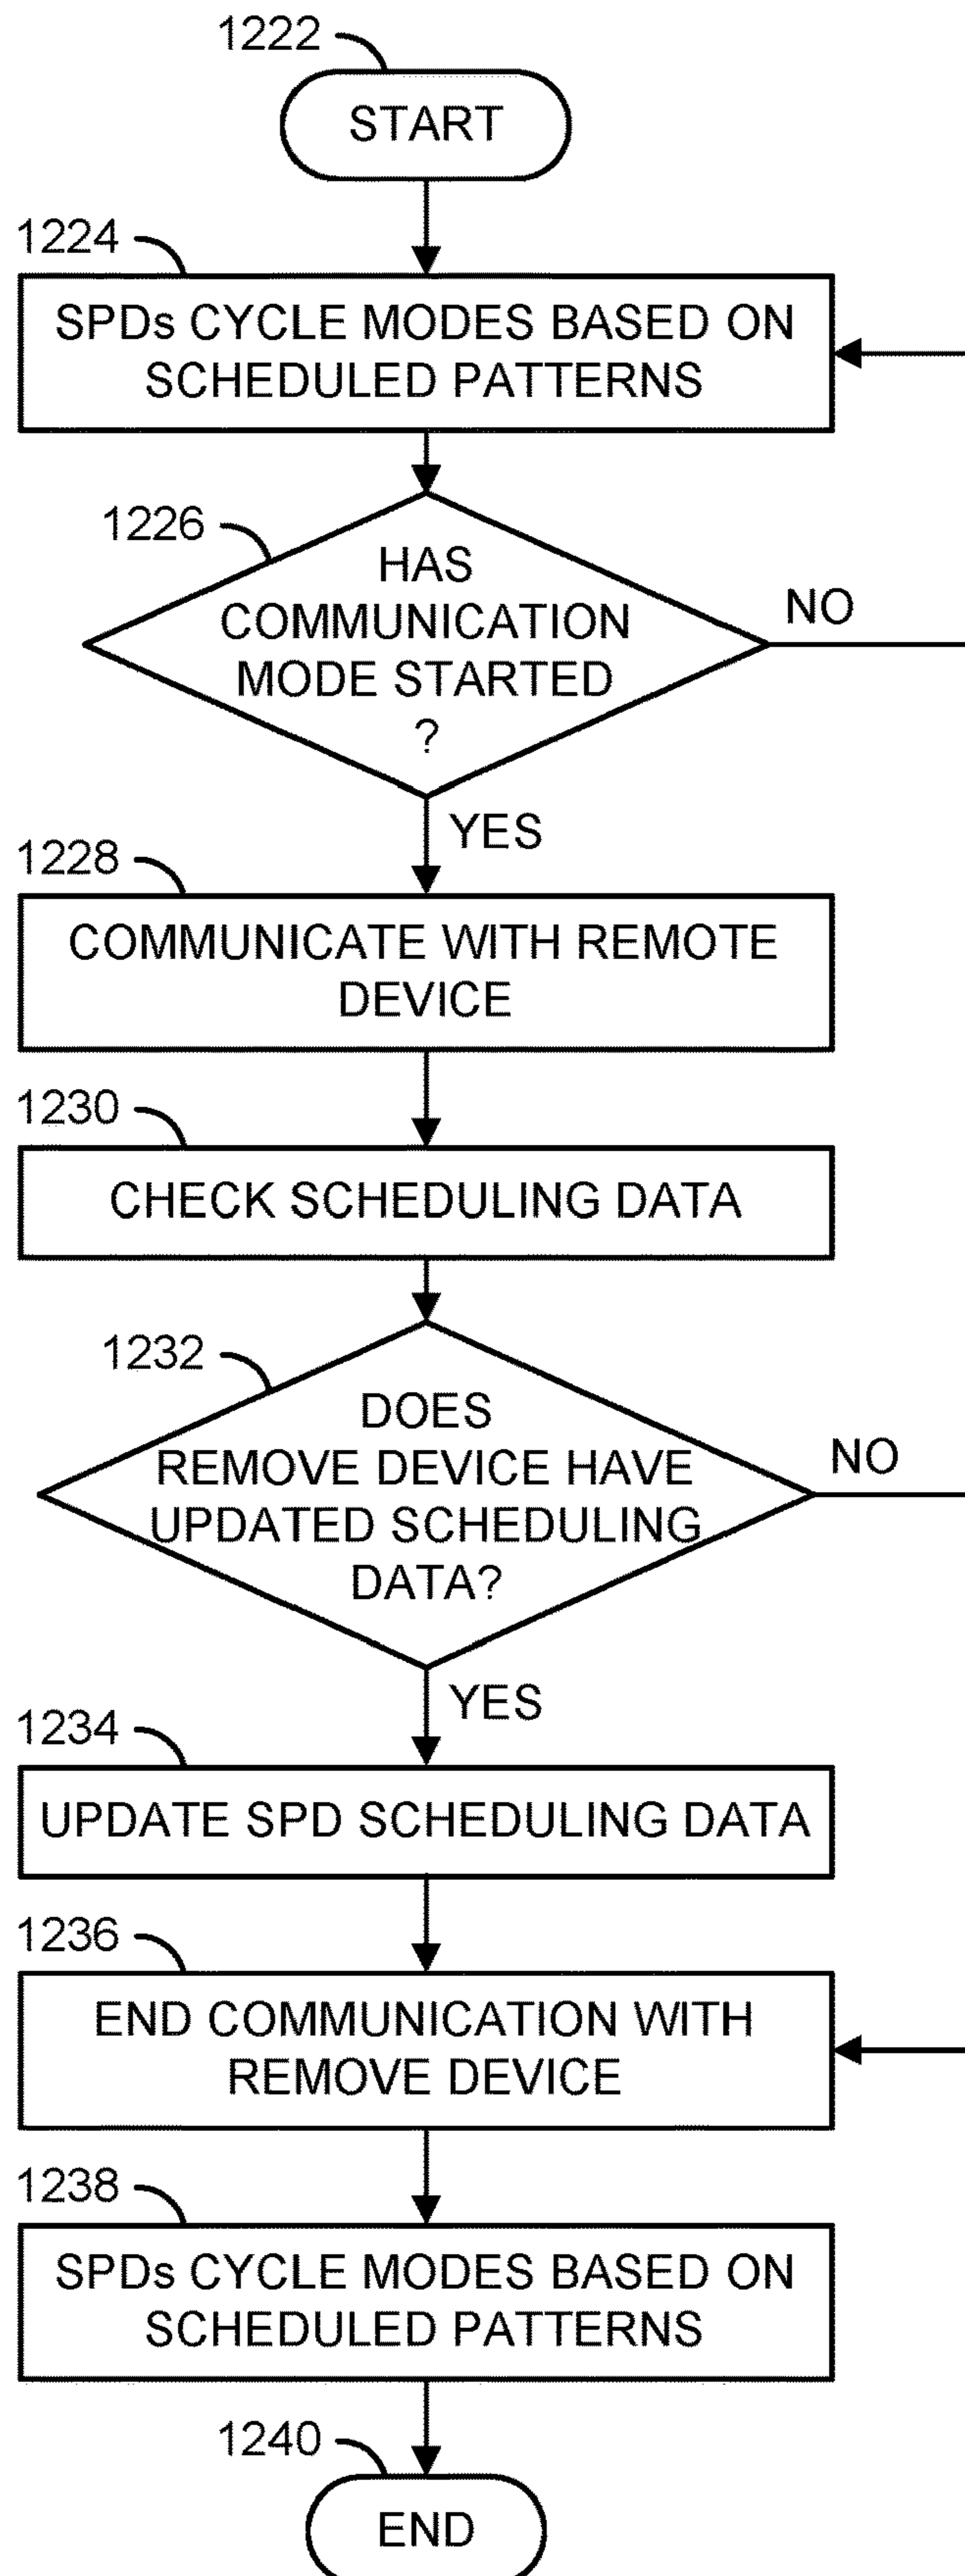 1222
START
1224
SPDs CYCLE MODES BASED ON
SCHEDULED PATTERNS
1226
HAS
COMMUNICATION
MODE STARTED
?
NO
YES
1228
COMMUNICATE WITH REMOTE
DEVICE
1230
CHECK SCHEDULING DATA
1232
DOES
REMOVE DEVICE HAVE
UPDATED SCHEDULING
DATA?
NO
YES
1234
UPDATE SPD SCHEDULING DATA
1236
END COMMUNICATION WITH
REMOVE DEVICE
1238
SPDs CYCLE MODES BASED ON
SCHEDULED PATTERNS
1240
END